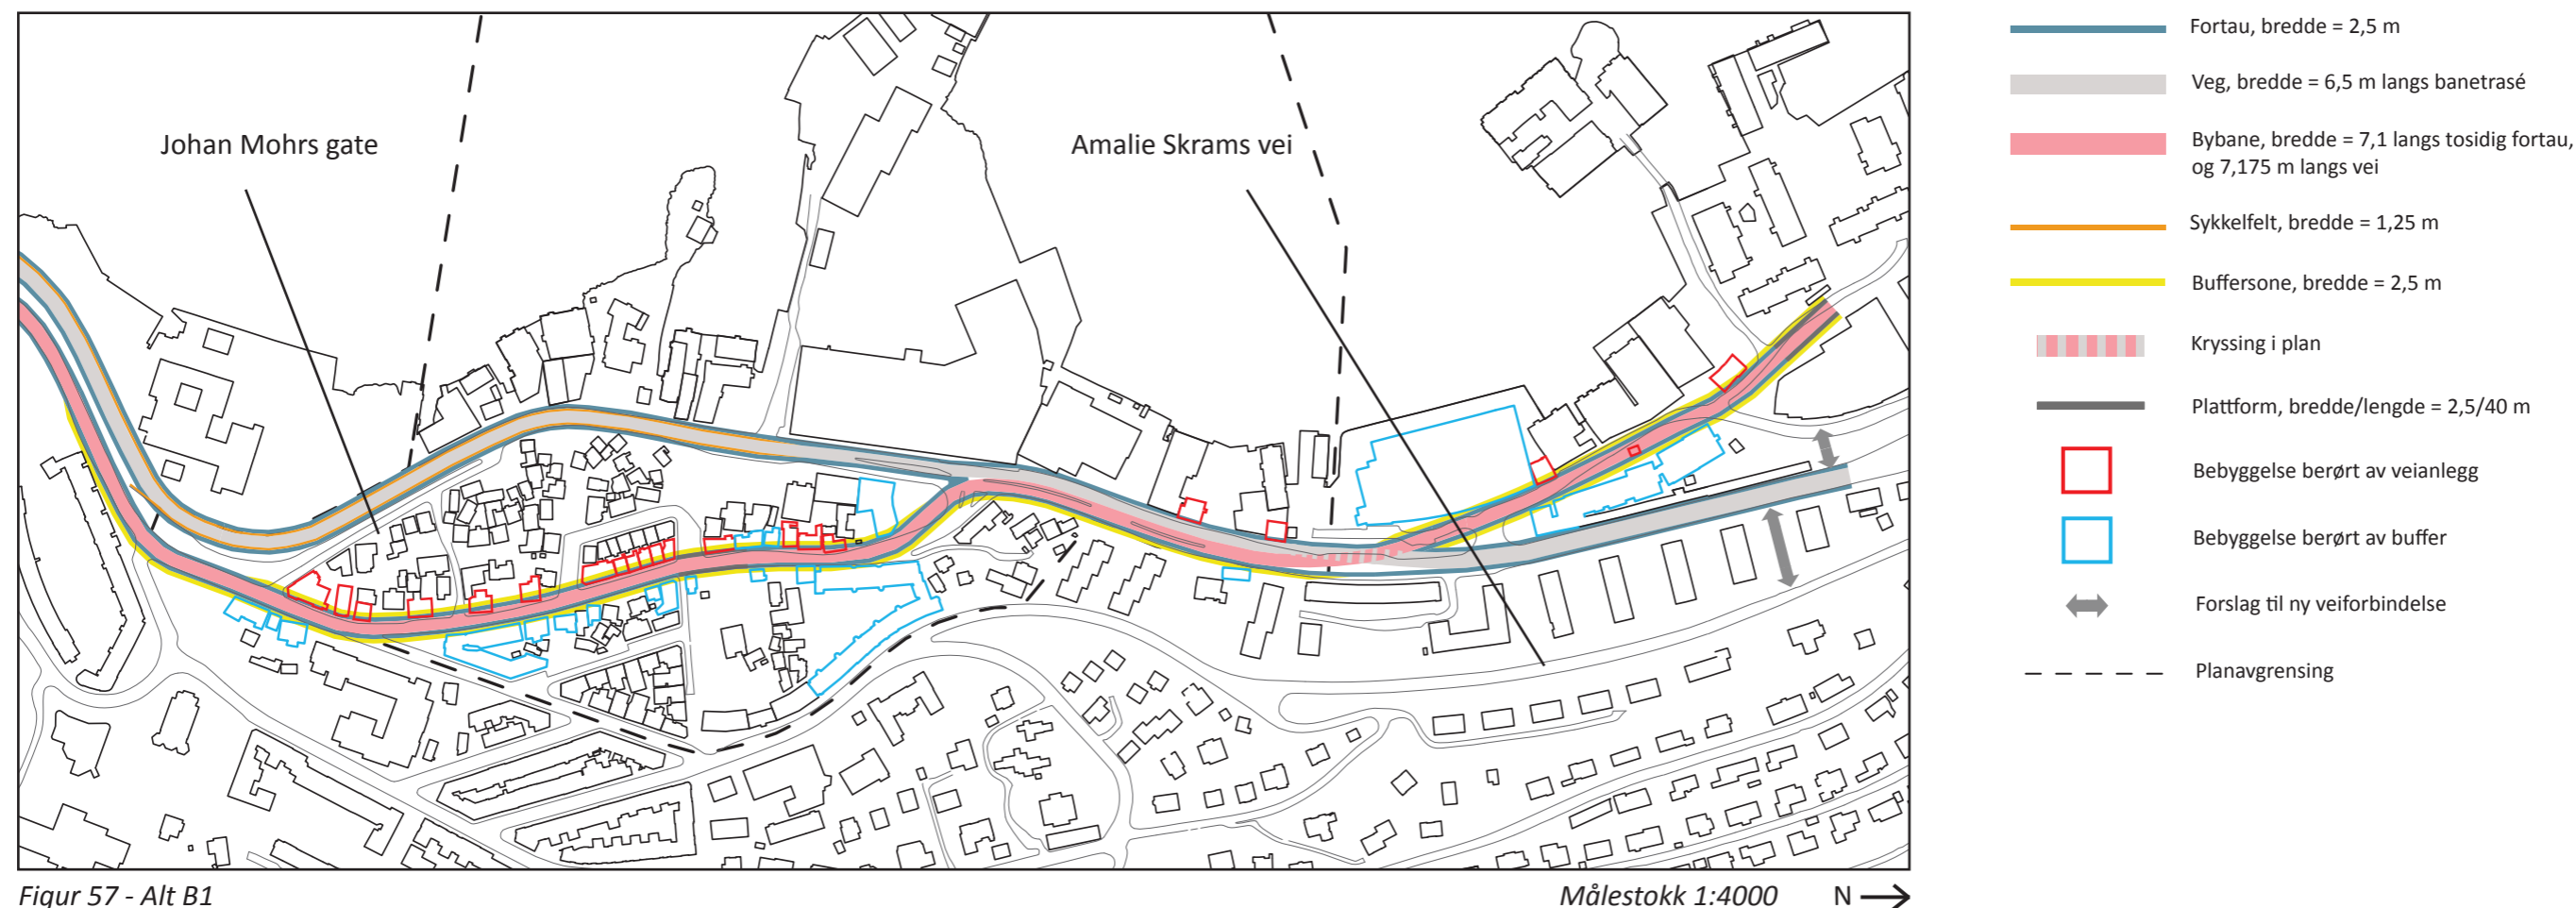 Johan Mohrs gate
Amalie Skrams vei
Fortau, bredde = 2,5 m
Veg, bredde = 6,5 m langs banetrasé
Bybane, bredde = 7,1 langs tosidig fortau,
og 7,175 m langs vei
Sykkelfelt, bredde = 1,25 m
Buffersone, bredde = 2,5 m
Kryssing i plan
Plattform, bredde/lengde = 2,5/40 m
Bebyggelse berørt av veianlegg
Bebyggelse berørt av buffer
Forslag til ny veiforbindelse
Planavgrensing
Figur 57 - Alt B1
Målestokk 1:4000
N